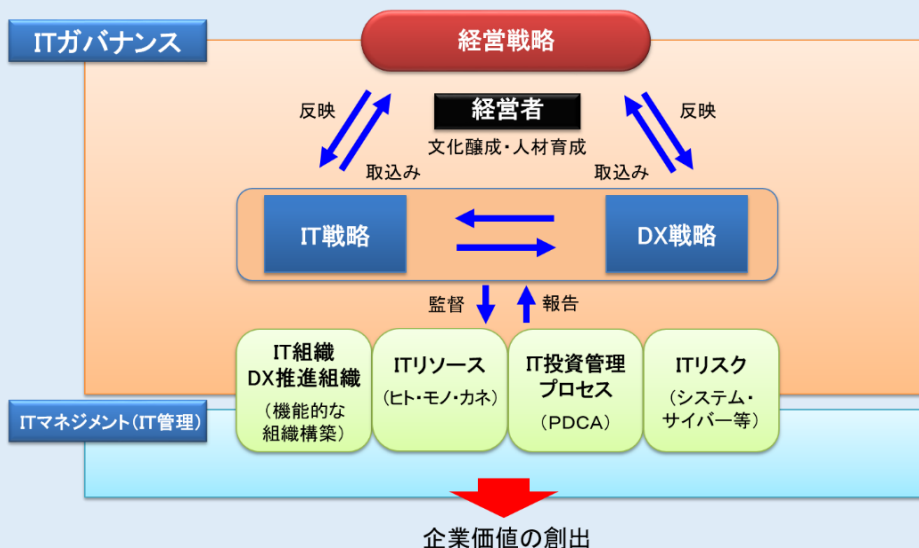 ITガバナンス
経営戦略
反映
経営者
反映
文化醸成・人材育成
取込み
取込み
IT戦略
DX戦略
監督
報告
IT組織
DX推進組織
(機能的な
組織構築)
ITリソース
(ヒト・モノ・カネ)
IT投資管理
プロセス
(PDCA)
ITリスク
(システム・
サイバー等)
ITマネジメント(IT管理)
企業価値の創出